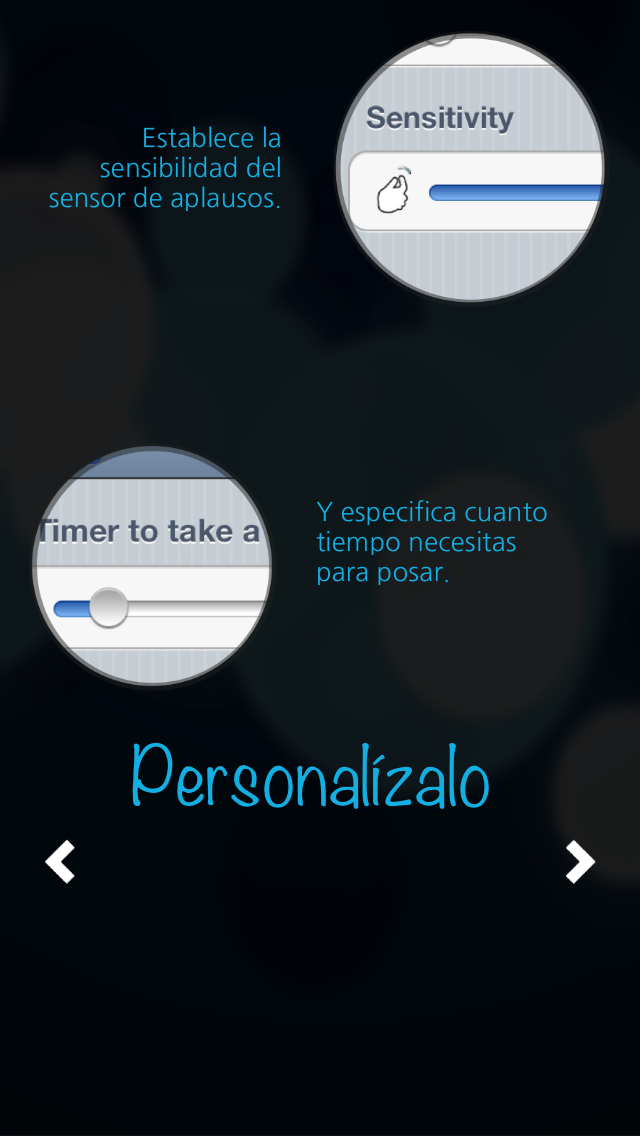 Sensitivity
Establece la
sensibilidad del
sensor de aplausos.
Timer to take a
Y especifica cuanto
tiempo necesitas
para posar.
Personalízalo